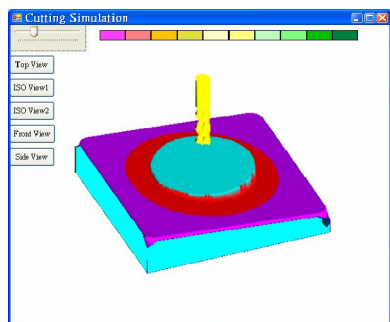 Cutting Simulation
Top View
ISO View1
ISO View2
Front View
Side View